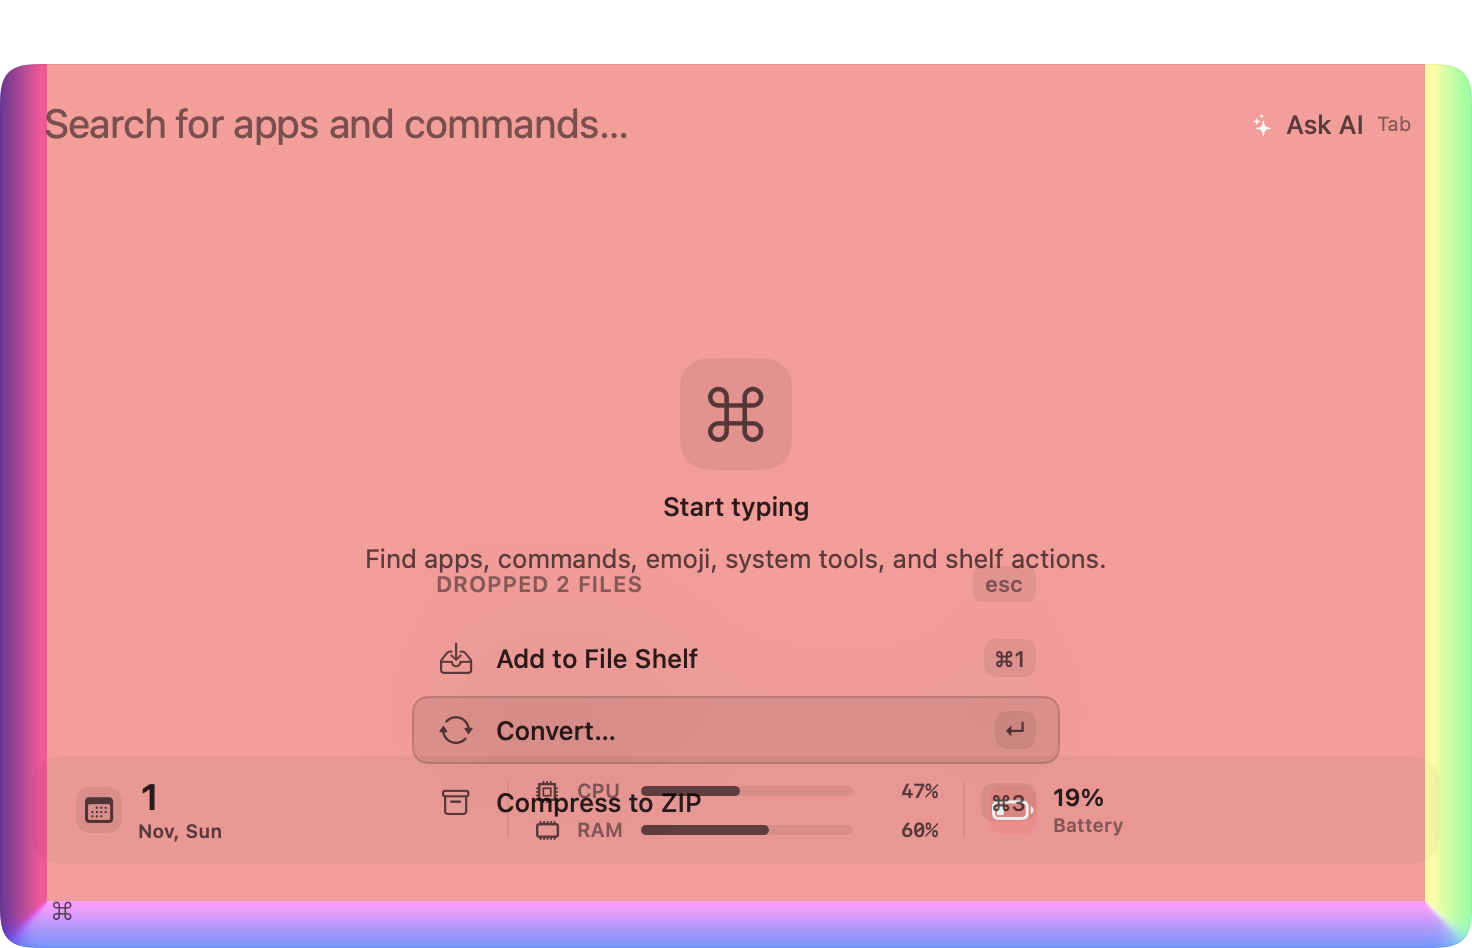 Search for apps and commands...
Ask AI Tab
⌘
Start typing
Find apps, commands, emoji, system tools, and shelf actions.
DROPPED 2 FILES esc
Add to File Shelf ⌘1
Convert... ↵
Compress to ZIP ⌘3
1
Nov, Sun
CPU 47%
RAM 60%
19%
Battery
⌘